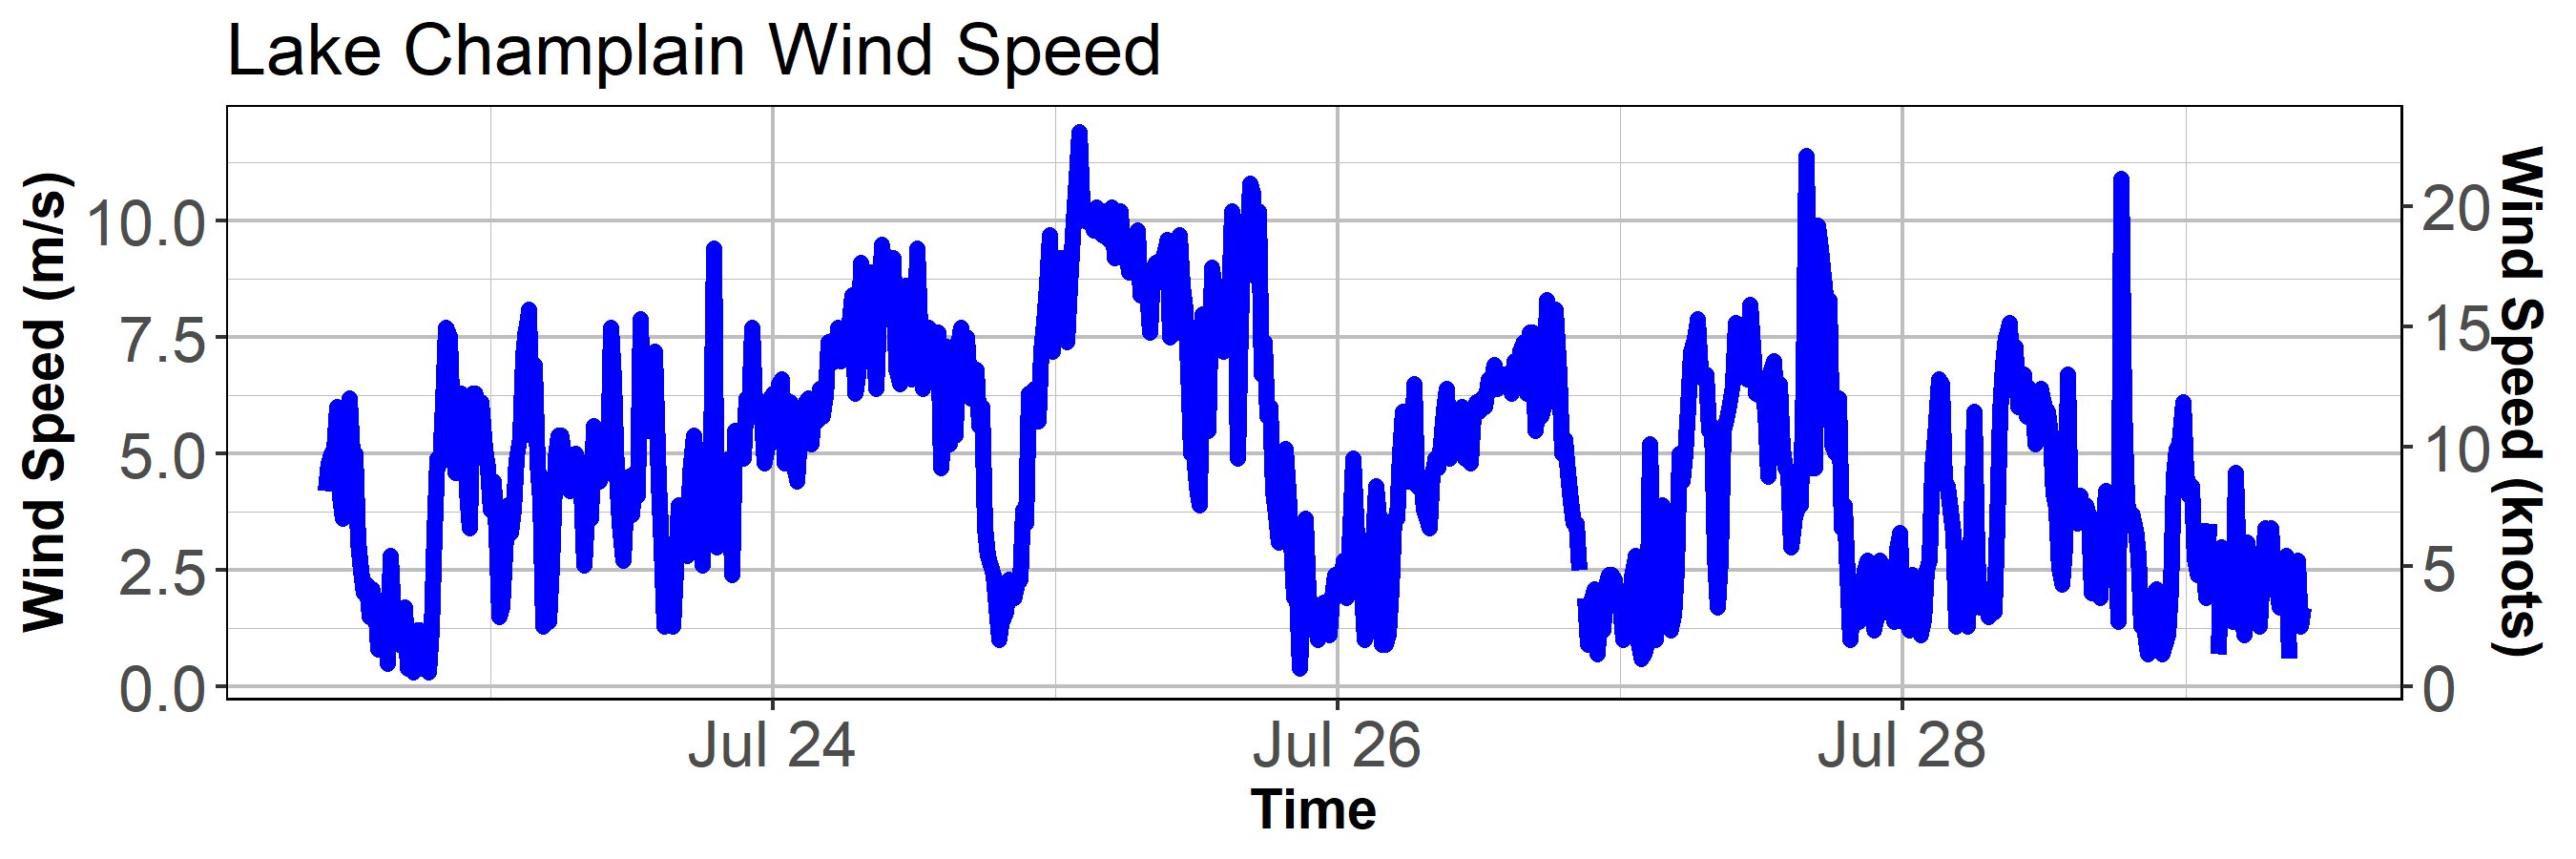 Lake Champlain Wind Speed
Wind Speed (m/s)
10.0
7.5
5.0
2.5
0.0
20
15
10
5
0
Wind Speed (knots)
Jul 24
Jul 26
Jul 28
Time